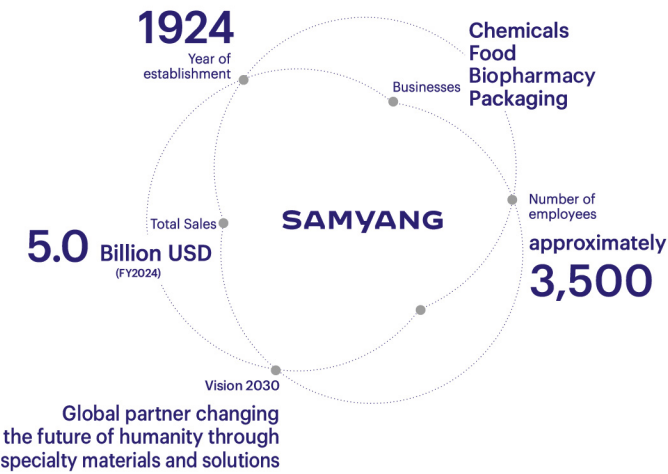 1924
Year of
establishment
Businesses
Chemicals
Food
Biopharmacy
Packaging
SAMYANG
Total Sales
5.0 Billion USD
(FY2024)
Number of
employees
approximately
3,500
Vision 2030
Global partner changing
the future of humanity through
specialty materials and solutions